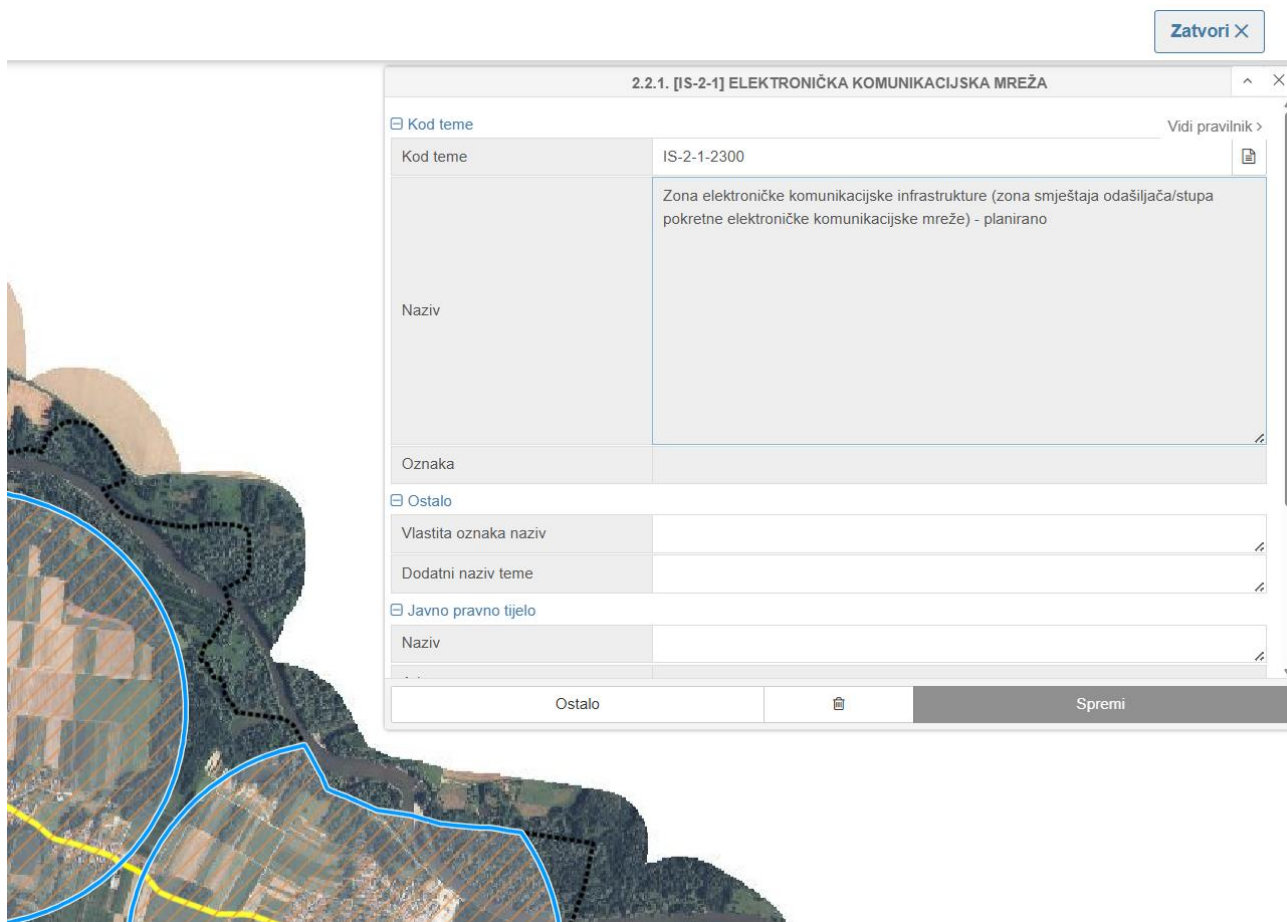 Zatvori X
2.2.1. [IS-2-1] ELEKTRONIČKA KOMUNIKACIJSKA MREŽA
Kod teme
Vidi pravilnik >
Kod teme
IS-2-1-2300
Naziv
Zona elektroničke komunikacijske infrastrukture (zona smještaja odašiljača/stupa
pokretne elektroničke komunikacijske mreže) - planirano
Oznaka
Ostalo
Vlastita oznaka naziv
Dodatni naziv teme
Javno pravno tijelo
Naziv
Ostalo
Spremi